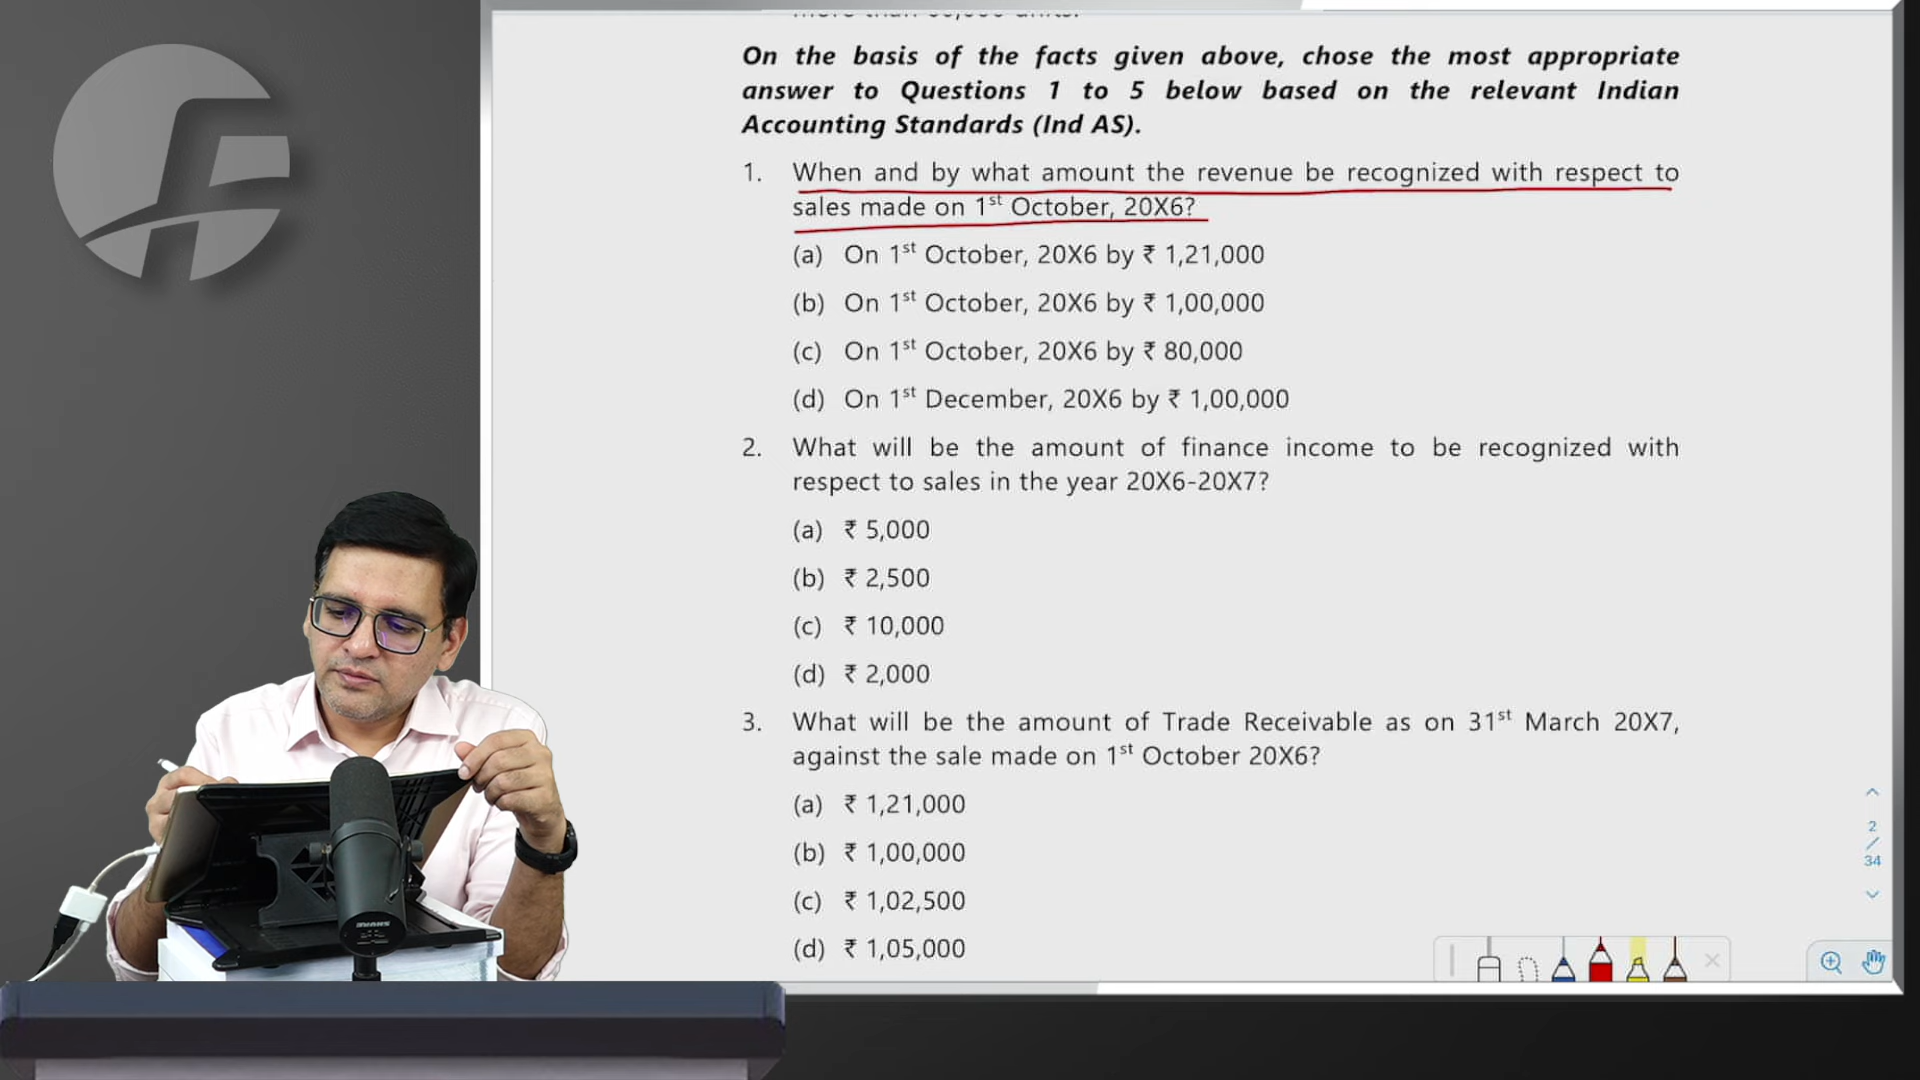 On the basis of the facts given above, chose the most appropriate
answer to Questions 1 to 5 below based on the relevant Indian
Accounting Standards (Ind AS).
1. When and by what amount the revenue be recognized with respect to
sales made on 1st October, 20X6?
(a) On 1st October, 20X6 by ₹ 1,21,000
(b) On 1st October, 20X6 by ₹ 1,00,000
(c) On 1st October, 20X6 by ₹ 80,000
(d) On 1st December, 20X6 by ₹ 1,00,000
2. What will be the amount of finance income to be recognized with
respect to sales in the year 20X6-20X7?
(a) ₹ 5,000
(b) ₹ 2,500
(c) ₹ 10,000
(d) ₹ 2,000
3. What will be the amount of Trade Receivable as on 31st March 20X7,
against the sale made on 1st October 20X6?
(a) ₹ 1,21,000
(b) ₹ 1,00,000
(c) ₹ 1,02,500
(d) ₹ 1,05,000
2
/
34